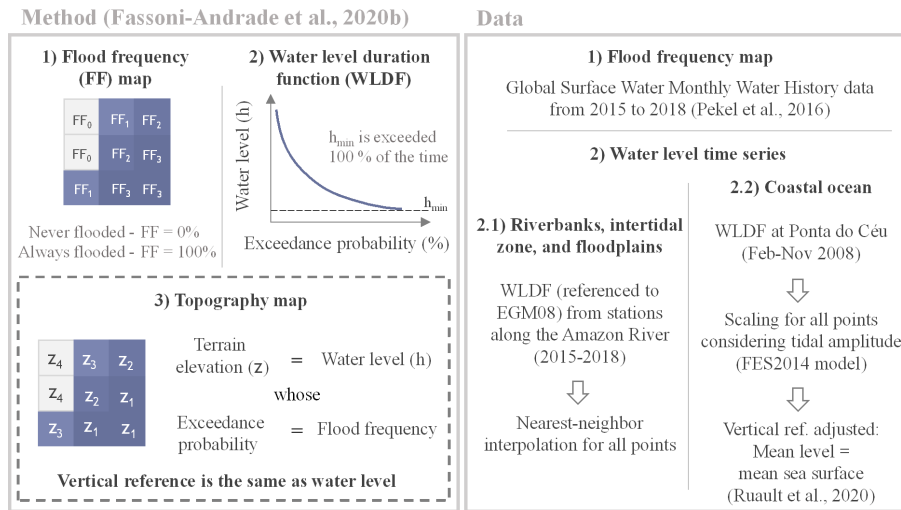 Method (Fassoni-Andrade et al., 2020b)
1) Flood frequency
(FF) map
FF0 FF1 FF2
FF0 FF2 FF3
FF1 FF3 FF3
Never flooded - FF = 0%
Always flooded - FF = 100%
2) Water level duration
function (WLDF)
Water level (h)
hmin is exceeded
100 % of the time
hmin
Exceedance probability (%)
3) Topography map
Z4 Z3 Z2
Z4 Z2 Z1
Z3 Z1 Z1
Terrain
elevation (z) = Water level (h)
whose
Exceedance
probability = Flood frequency
Vertical reference is the same as water level
Data
1) Flood frequency map
Global Surface Water Monthly Water History data
from 2015 to 2018 (Pekel et al., 2016)
2) Water level time series
2.1) Riverbanks, intertidal
zone, and floodplains
WLDF (referenced to
EGM08) from stations
along the Amazon River
(2015-2018)
Nearest-neighbor
interpolation for all points
2.2) Coastal ocean
WLDF at Ponta do Céu
(Feb-Nov 2008)
Scaling for all points
considering tidal amplitude
(FES2014 model)
Vertical ref. adjusted:
Mean level =
mean sea surface
(Ruault et al., 2020)